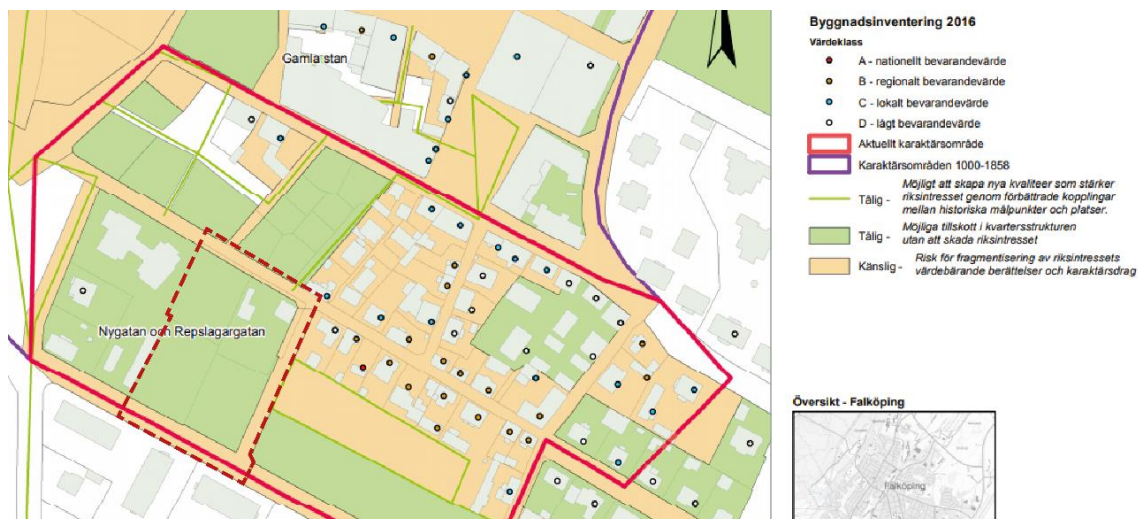 Gamla stan
Nygatan och Repslagargatan
Byggnadsinventering 2016
Värdeklass
A - nationellt bevarandevärde
B - regionalt bevarandevärde
C - lokalt bevarandevärde
D - lågt bevarandevärde
Aktuellt karaktärsområde
Karaktärsområden 1000-1858
Tålig - Möjligt att skapa nya kvaliteer som stärker
riksintresset genom förbättrade kopplingar
mellan historiska målpunkter och platser.
Tålig - Möjliga tillskott i kvartersstrukturen
utan att skada riksintresset
Känslig - Risk för fragmentisering av riksintressets
värdebärande berättelser och karaktärsdrag
Översikt - Falköping
Falköping